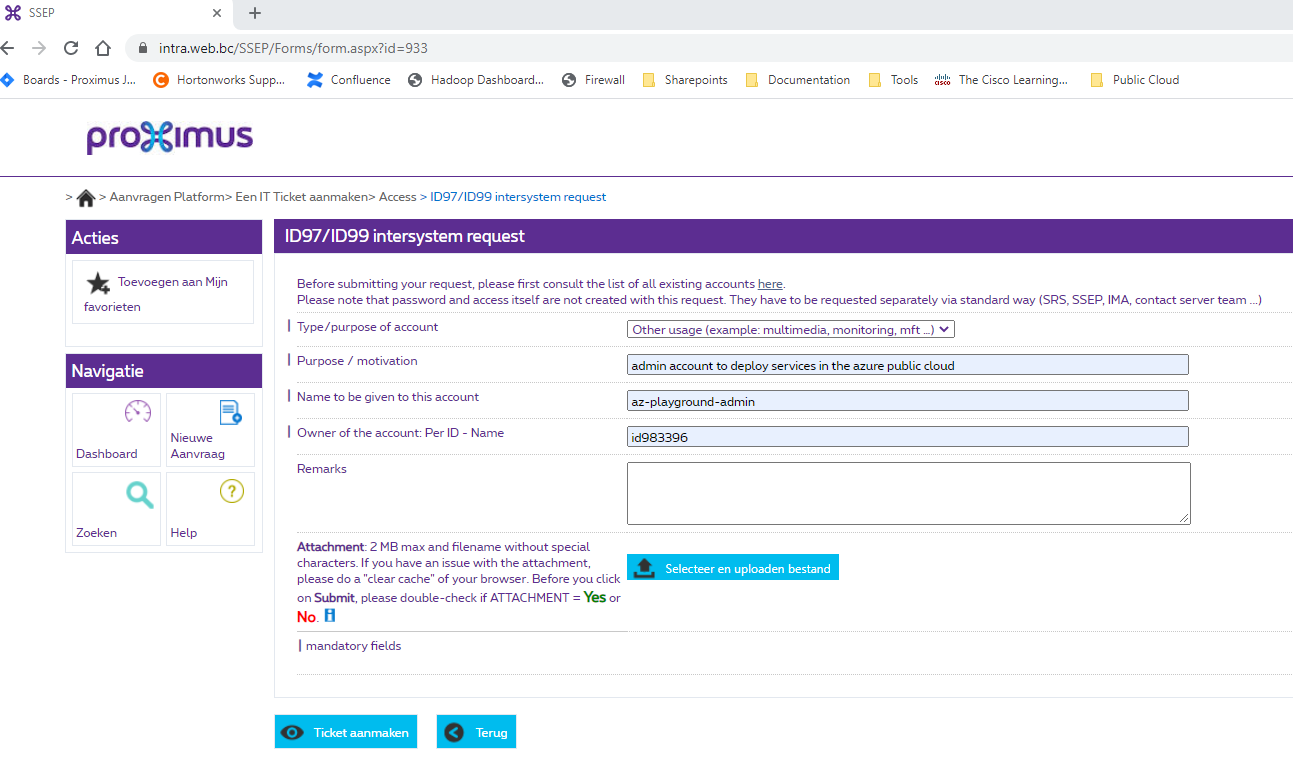 SSEP
intra.web.bc/SSEP/Forms/form.aspx?id=933
Boards - Proximus J... Hortonworks Supp... Confluence Hadoop Dashboard... Firewall Sharepoints Documentation Tools The Cisco Learning... Public Cloud
proximus
> > Aanvragen Platform> Een IT Ticket aanmaken> Access > ID97/ID99 intersystem request
Acties
Toevoegen aan Mijn
favorieten
Navigatie
Dashboard
Nieuwe
Aanvraag
Zoeken
Help
ID97/ID99 intersystem request
Before submitting your request, please first consult the list of all existing accounts here.
Please note that password and access itself are not created with this request. They have to be requested separately via standard way (SRS, SSEP, IMA, contact server team ...)
Type/purpose of account Other usage (example: multimedia, monitoring, mft ...)
Purpose / motivation admin account to deploy services in the azure public cloud
Name to be given to this account az-playground-admin
Owner of the account: Per ID - Name id983396
Remarks
Attachment: 2 MB max and filename without special
characters. If you have an issue with the attachment,
please do a "clear cache" of your browser. Before you click
on Submit, please double-check if ATTACHMENT = Yes or
No.
Selecteer en uploaden bestand
mandatory fields
Ticket aanmaken
Terug